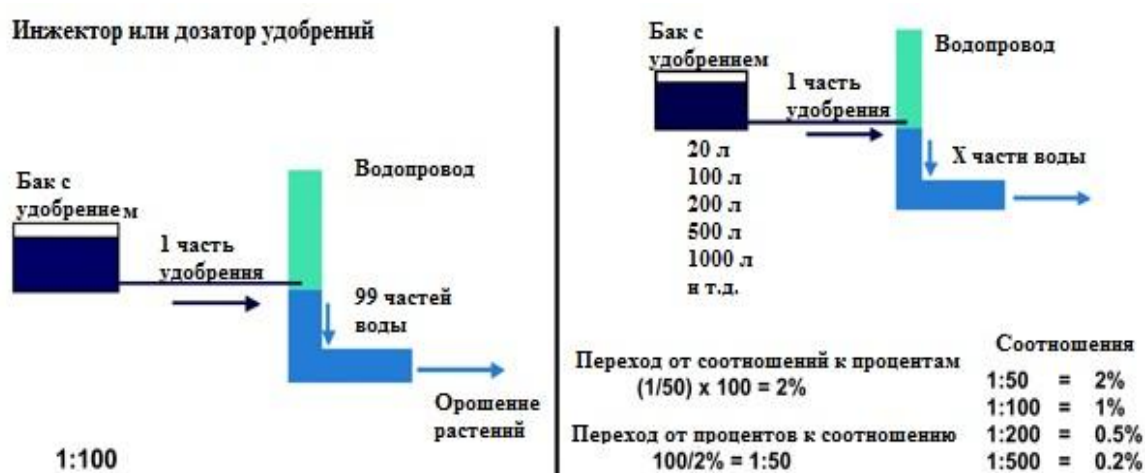 Инжектор или дозатор удобрений
Бак с
удобрением
1 часть
удобрения
Водопровод
99 частей
воды
Орошение
растений
1:100
Бак с
удобрением
1 часть
удобрения
Водопровод
X части воды
20 л
100 л
200 л
500 л
1000 л
и т.д.
Переход от соотношений к процентам
(1/50) x 100 = 2%
Переход от процентов к соотношению
100/2% = 1:50
Соотношения
1:50 = 2%
1:100 = 1%
1:200 = 0.5%
1:500 = 0.2%